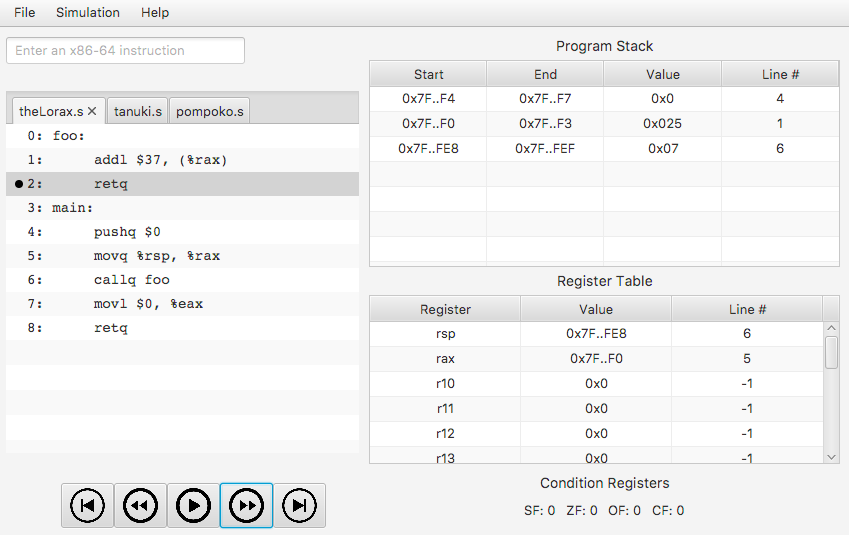 File Simulation Help
Enter an x86-64 instruction
theLorax.s tanuki.s pompoko.s
0: foo:
1: addl $37, (%rax)
2: retq
3: main:
4: pushq $0
5: movq %rsp, %rax
6: callq foo
7: movl $0, %eax
8: retq
Program Stack
Start End Value Line #
0x7F..F4 0x7F..F7 0x0 4
0x7F..F0 0x7F..F3 0x025 1
0x7F..FE8 0x7F..FEF 0x07 6
Register Table
Register Value Line #
rsp 0x7F..FE8 6
rax 0x7F..F0 5
r10 0x0 -1
r11 0x0 -1
r12 0x0 -1
r13 0x0 -1
Condition Registers
SF: 0 ZF: 0 OF: 0 CF: 0